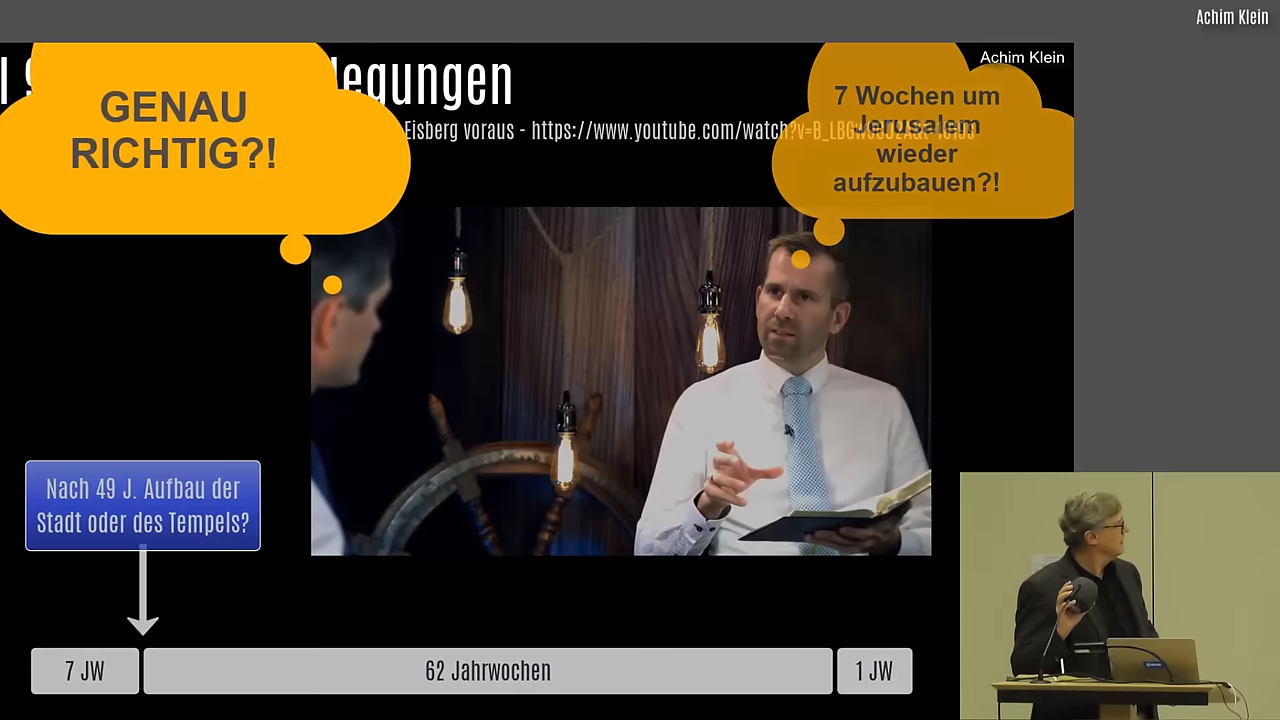 Achim Klein
Achim Klein
egungen
GENAU
RICHTIG?!
Eisberg voraus - https://www.youtube.com/watch?v=B_LBG
7 Wochen um
Jerusalem
wieder
aufzubauen?!
Nach 49 J. Aufbau der
Stadt oder des Tempels?
7 JW
62 Jahrwochen
1 JW